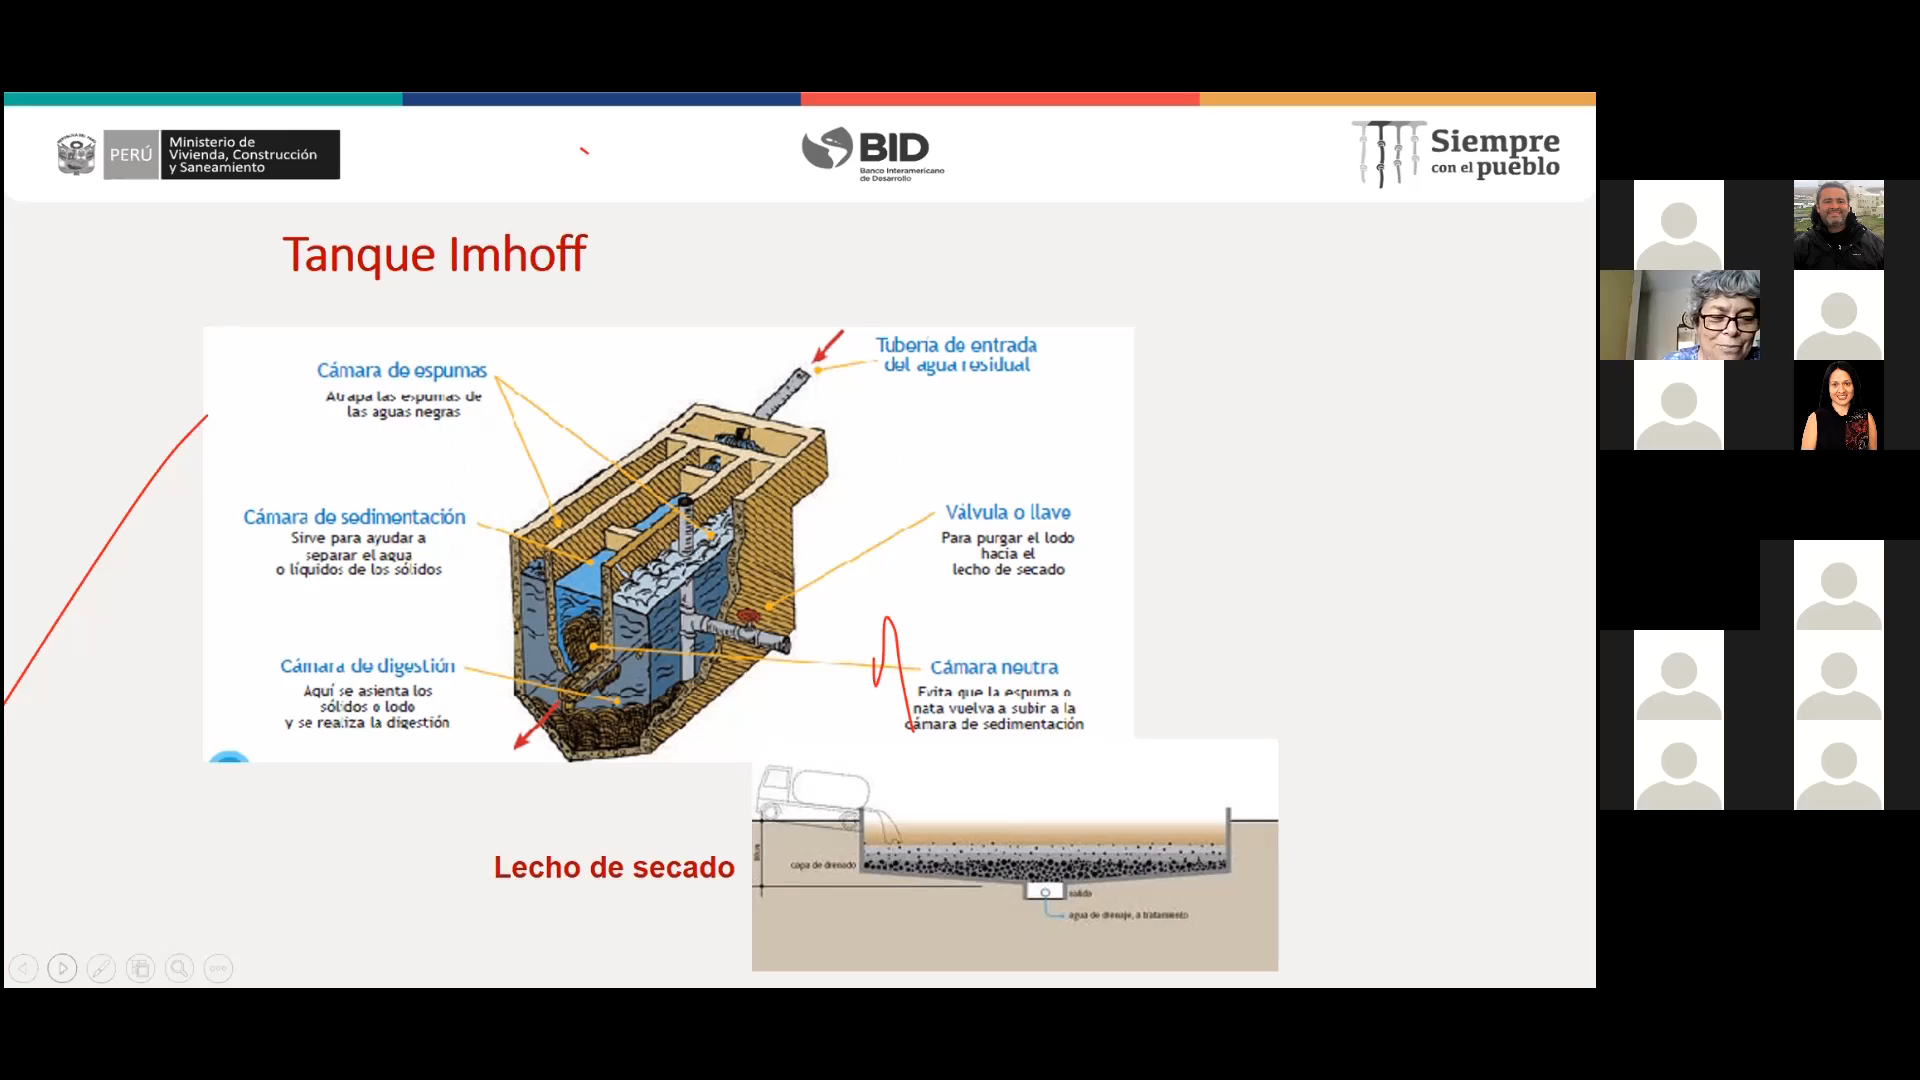 PERÚ
Ministerio de
Vivienda, Construcción
y Saneamiento
BID
Banco Interamericano
de Desarrollo
Siempre
con el pueblo
Tanque Imhoff
Tubería de entrada
del agua residual
Cámara de espumas
Atrapa las espumas de
las aguas negras
Cámara de sedimentación
Sirve para ayudar a
separar el agua
o líquidos de los sólidos
Válvula o llave
Para purgar el lodo
hacia el
lecho de secado
Cámara de digestión
Aquí se asienta los
sólidos o lodo
y se realiza la digestión
Cámara neutra
Evita que la espuma o
nata vuelva a subir a la
cámara de sedimentación
Lecho de secado
capa de drenado
salida
agua de drenaje, a tratamiento